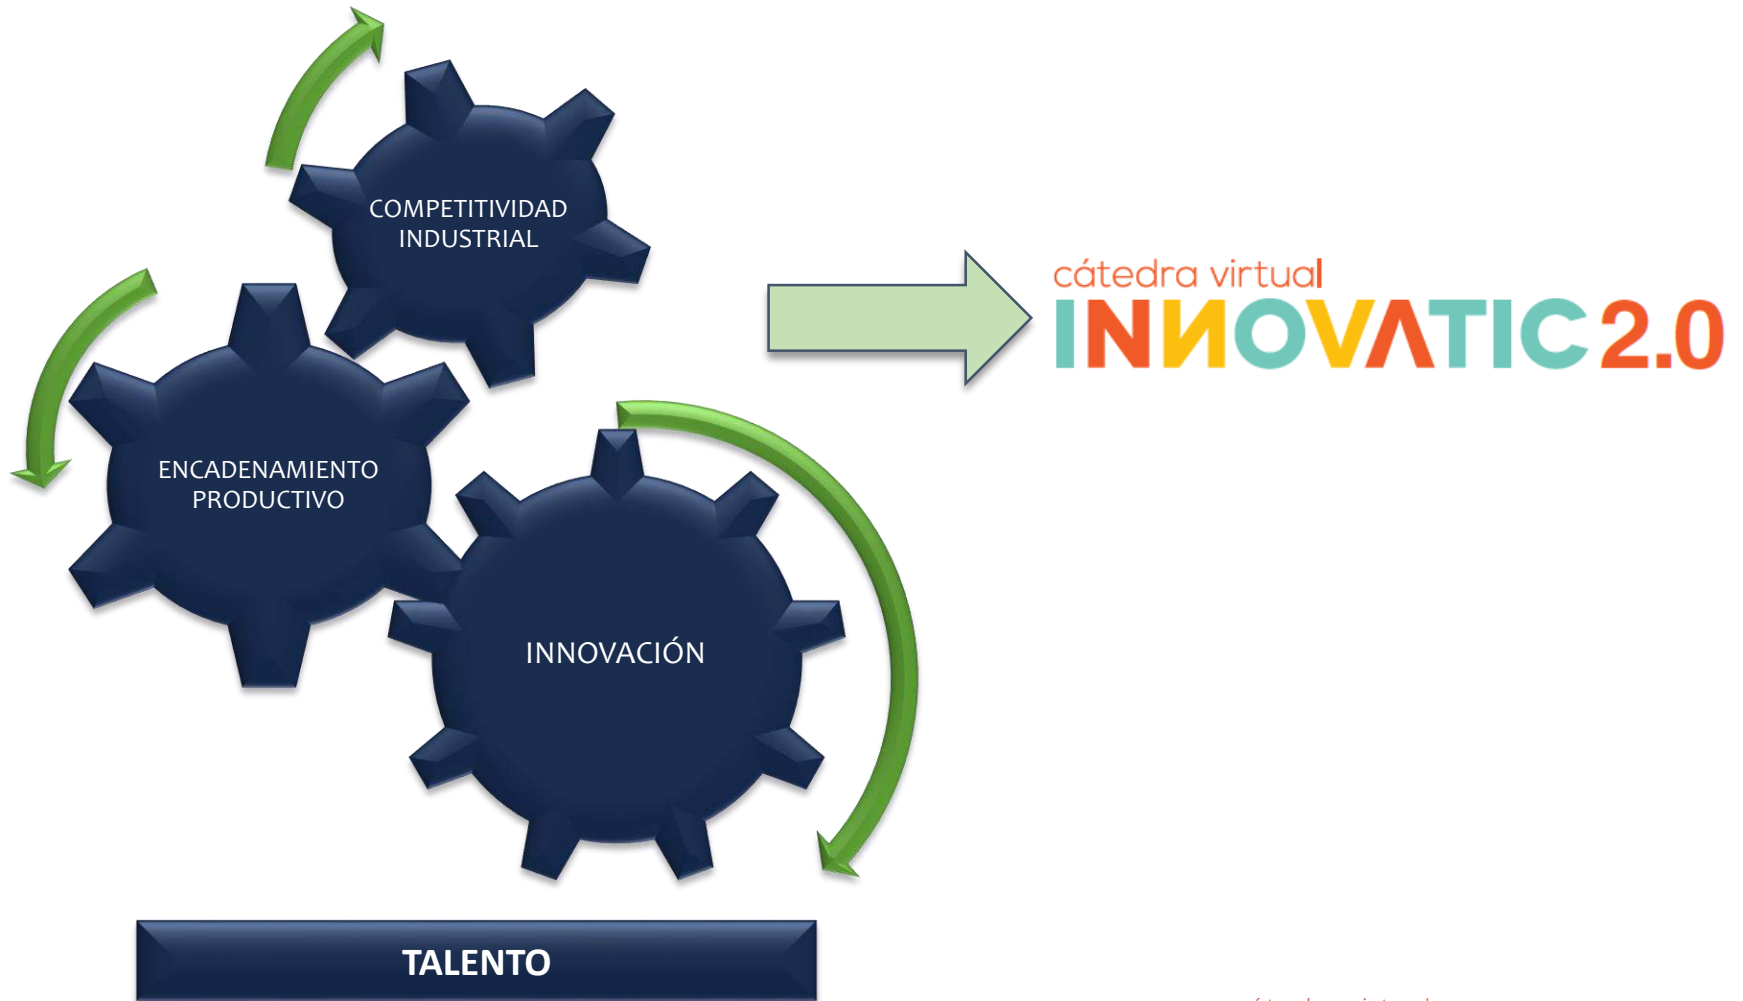 COMPETITIVIDAD
INDUSTRIAL
cátedra virtual
INNOVATIC 2.0
ENCADENAMIENTO
PRODUCTIVO
INNOVACIÓN
TALENTO